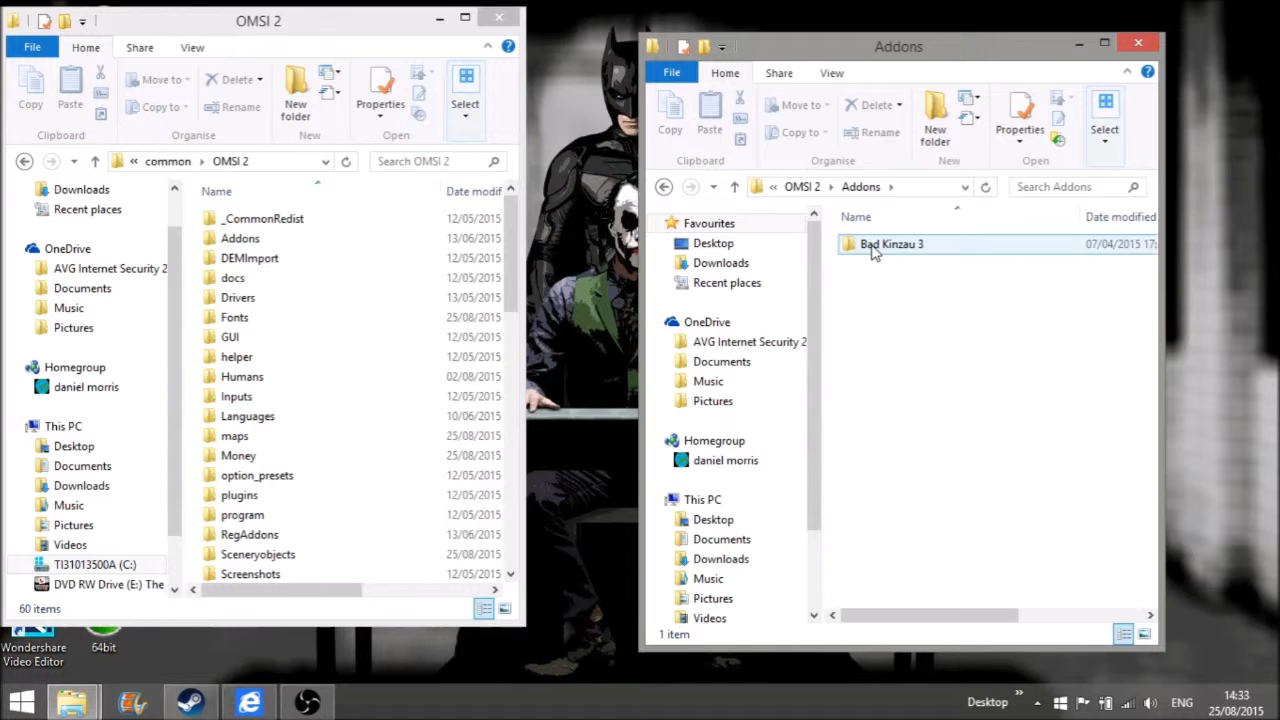 OMSI 2
File
Home
Share
View
Copy
Paste
Move to
Copy to
Delete
Rename
New
folder
Properties
Select
Clipboard
Organise
New
Open
« common › OMSI 2
Search OMSI 2
Downloads
Recent places
OneDrive
AVG Internet Security 2
Documents
Music
Pictures
Homegroup
daniel morris
This PC
Desktop
Documents
Downloads
Music
Pictures
Videos
TI31013500A (C:)
DVD RW Drive (E:) The
Name
Date modif
_CommonRedist 12/05/2015
Addons 13/06/2015
DEMImport 12/05/2015
docs 12/05/2015
Drivers 13/05/2015
Fonts 25/08/2015
GUI 12/05/2015
helper 12/05/2015
Humans 02/08/2015
Inputs 12/05/2015
Languages 10/06/2015
maps 25/08/2015
Money 25/08/2015
option_presets 12/05/2015
plugins 12/05/2015
program 12/05/2015
RegAddons 13/06/2015
Sceneryobjects 25/08/2015
Screenshots 12/05/2015
60 items
Addons
File
Home
Share
View
Copy
Paste
Move to
Copy to
Delete
Rename
New
folder
Properties
Select
Clipboard
Organise
New
Open
« OMSI 2 › Addons ›
Search Addons
Favourites
Desktop
Downloads
Recent places
OneDrive
AVG Internet Security 2
Documents
Music
Pictures
Homegroup
daniel morris
This PC
Desktop
Documents
Downloads
Music
Pictures
Videos
Name
Date modified
Bad Kinzau 3 07/04/2015 17:
1 item
Wondershare
Video Editor
64bit
Desktop
»
ENG
14:33
25/08/2015